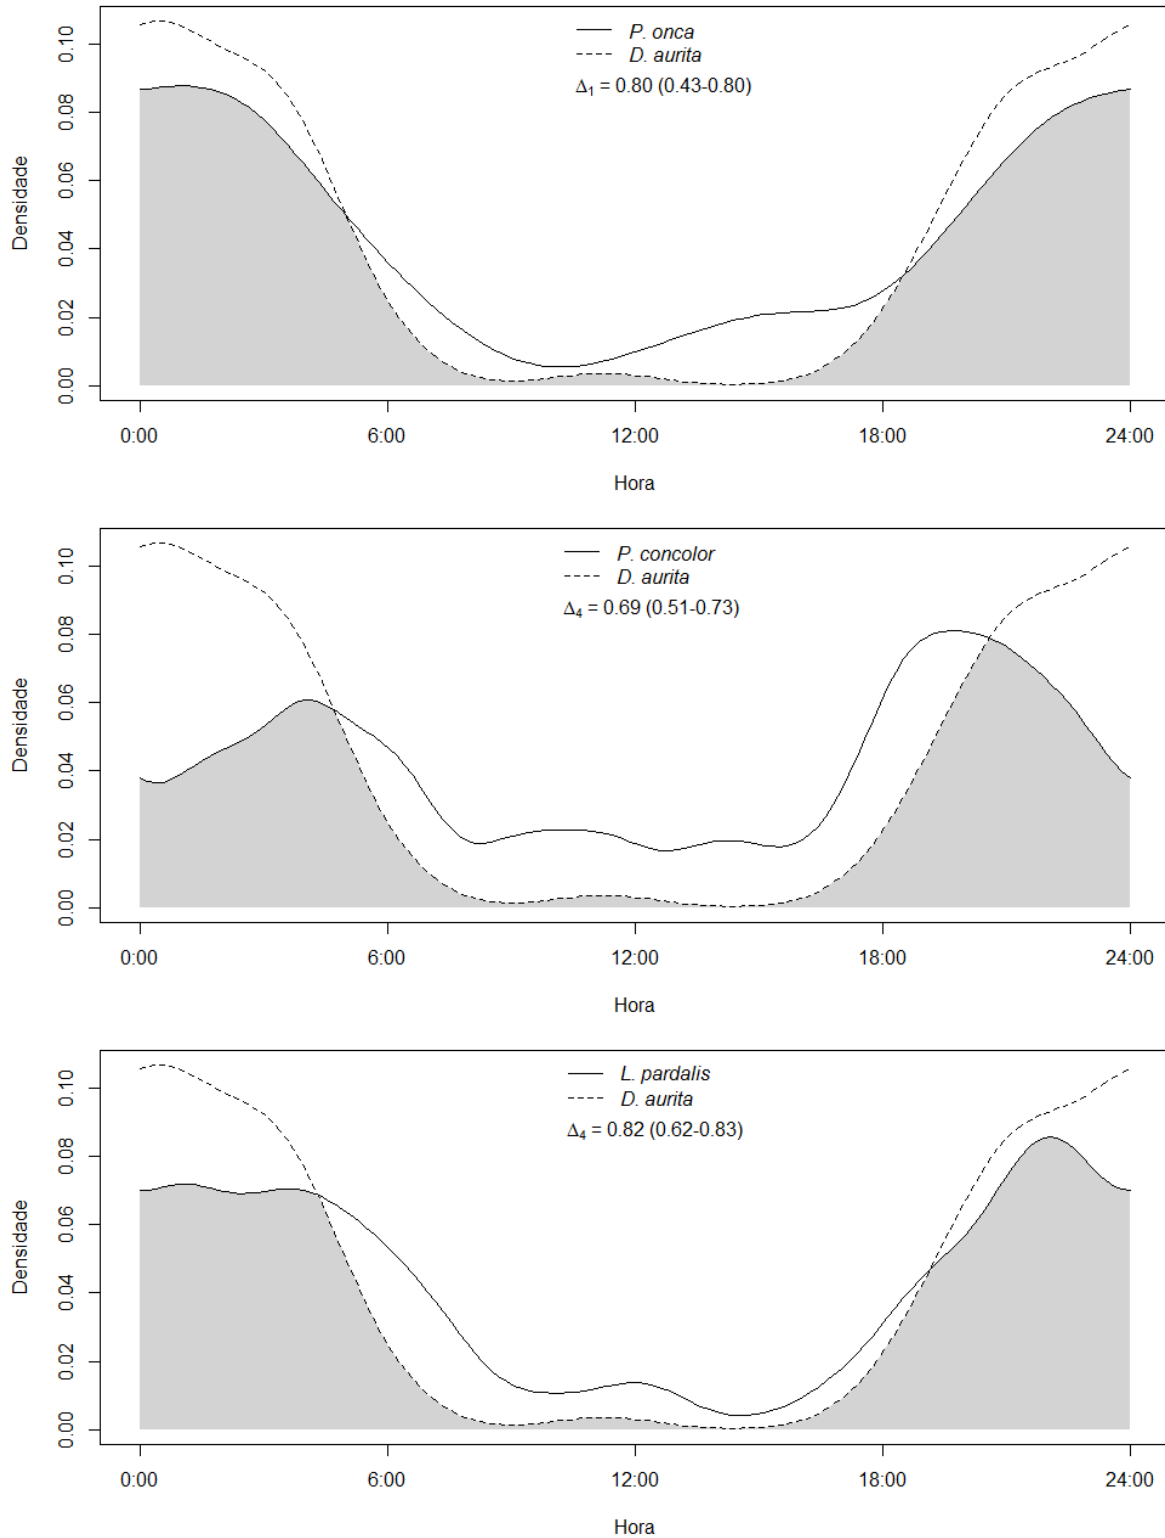 P. onca
D. aurita
Δ1 = 0.80 (0.43-0.80)
Densidade
0.10
0.08
0.06
0.04
0.02
0.00
0:00 6:00 12:00 18:00 24:00
Hora
P. concolor
D. aurita
Δ4 = 0.69 (0.51-0.73)
Densidade
0.10
0.08
0.06
0.04
0.02
0.00
0:00 6:00 12:00 18:00 24:00
Hora
L. pardalis
D. aurita
Δ4 = 0.82 (0.62-0.83)
Densidade
0.10
0.08
0.06
0.04
0.02
0.00
0:00 6:00 12:00 18:00 24:00
Hora